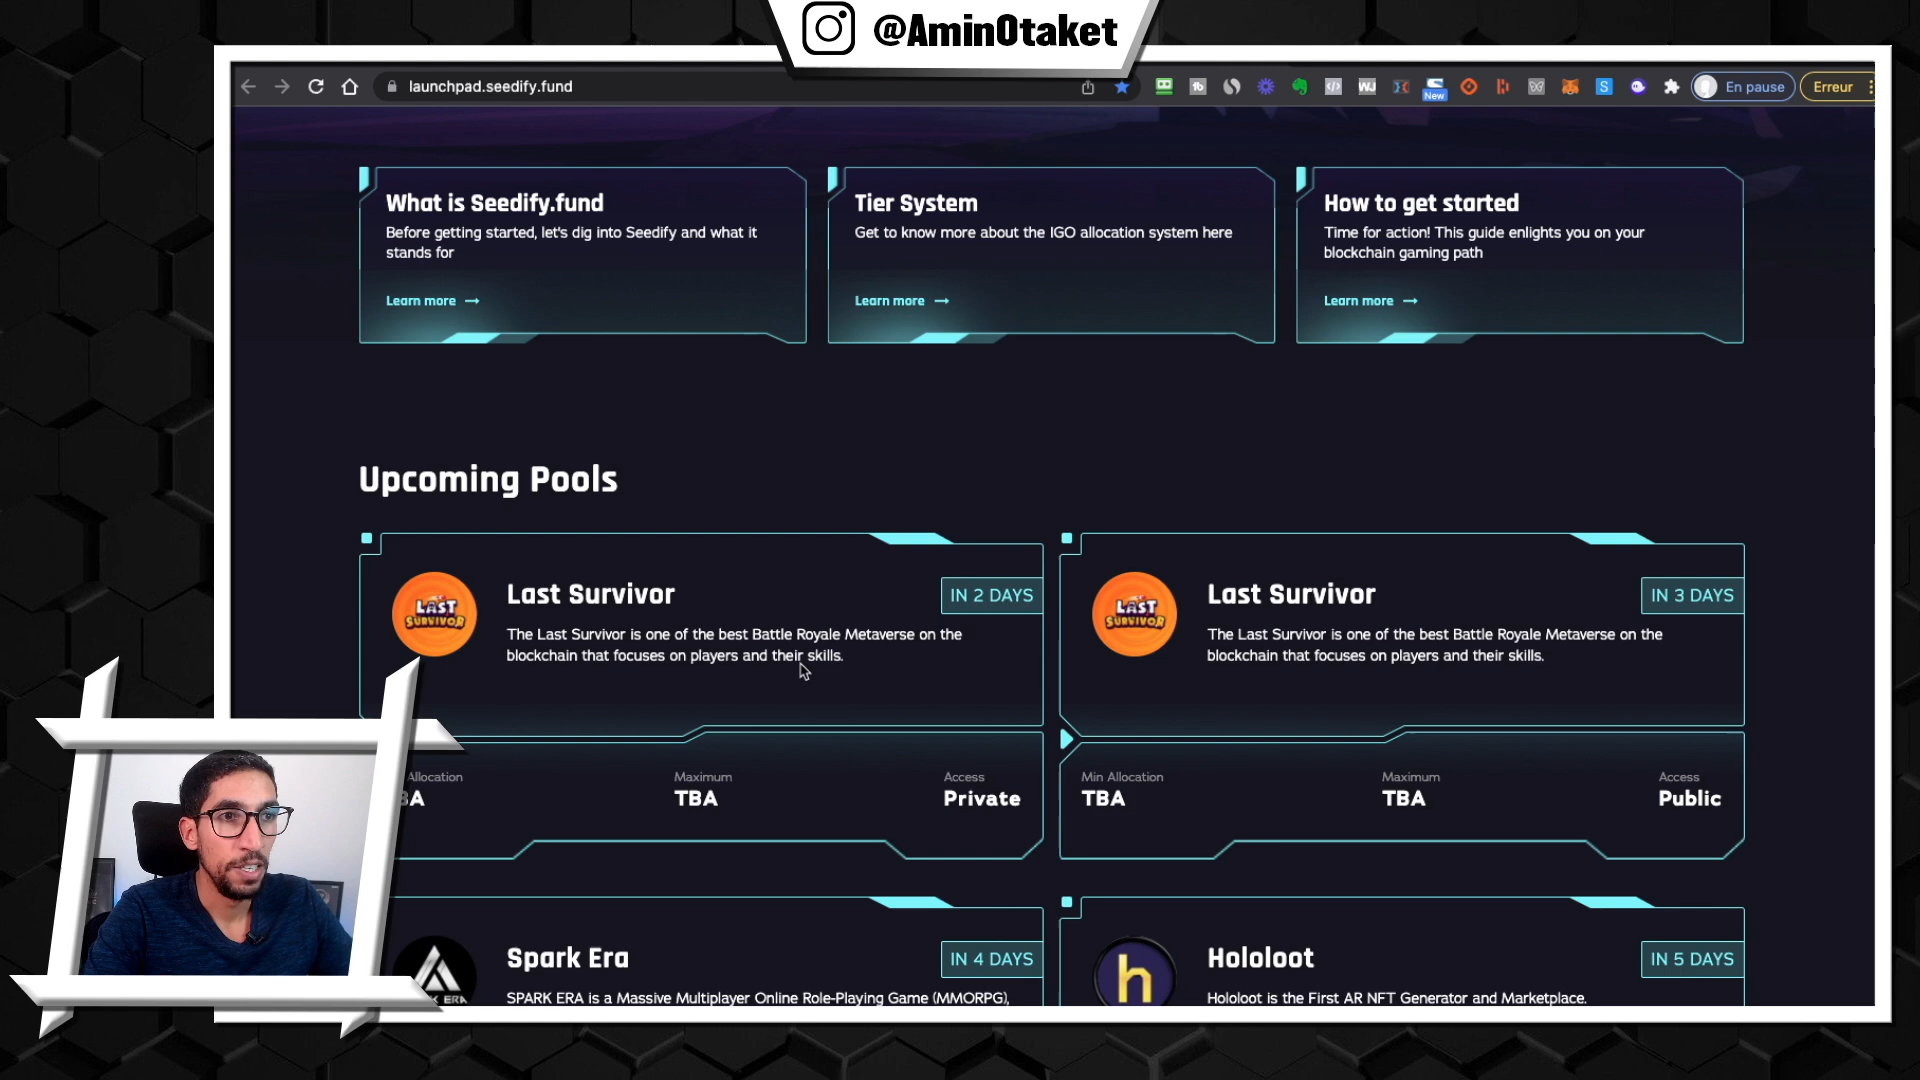 @AminOtaket
launchpad.seedify.fund
New
En pause
Erreur
What is Seedify.fund
Before getting started, let's dig into Seedify and what it
stands for
Learn more →
Tier System
Get to know more about the IGO allocation system here
Learn more →
How to get started
Time for action! This guide enlights you on your
blockchain gaming path
Learn more →
Upcoming Pools
LAST
SURVIVOR
Last Survivor
IN 2 DAYS
The Last Survivor is one of the best Battle Royale Metaverse on the
blockchain that focuses on players and their skills.
Allocation
Maximum
TBA
Access
Private
LAST
SURVIVOR
Last Survivor
IN 3 DAYS
The Last Survivor is one of the best Battle Royale Metaverse on the
blockchain that focuses on players and their skills.
Min Allocation
TBA
Maximum
TBA
Access
Public
Spark Era
IN 4 DAYS
SPARK ERA is a Massive Multiplayer Online Role-Playing Game (MMORPG),
h
Hololoot
IN 5 DAYS
Hololoot is the First AR NFT Generator and Marketplace.